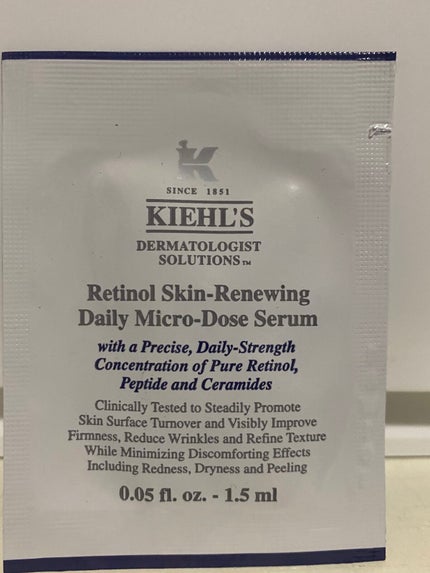 K
SINCE 1851
KIEHL'S
DERMATOLOGIST
SOLUTIONS™
Retinol Skin-Renewing
Daily Micro-Dose Serum
with a Precise, Daily-Strength
Concentration of Pure Retinol,
Peptide and Ceramides
Clinically Tested to Steadily Promote
Skin Surface Turnover and Visibly Improve
Firmness, Reduce Wrinkles and Refine Texture
While Minimizing Discomforting Effects
Including Redness, Dryness and Peeling
0.05 fl. oz. - 1.5 ml